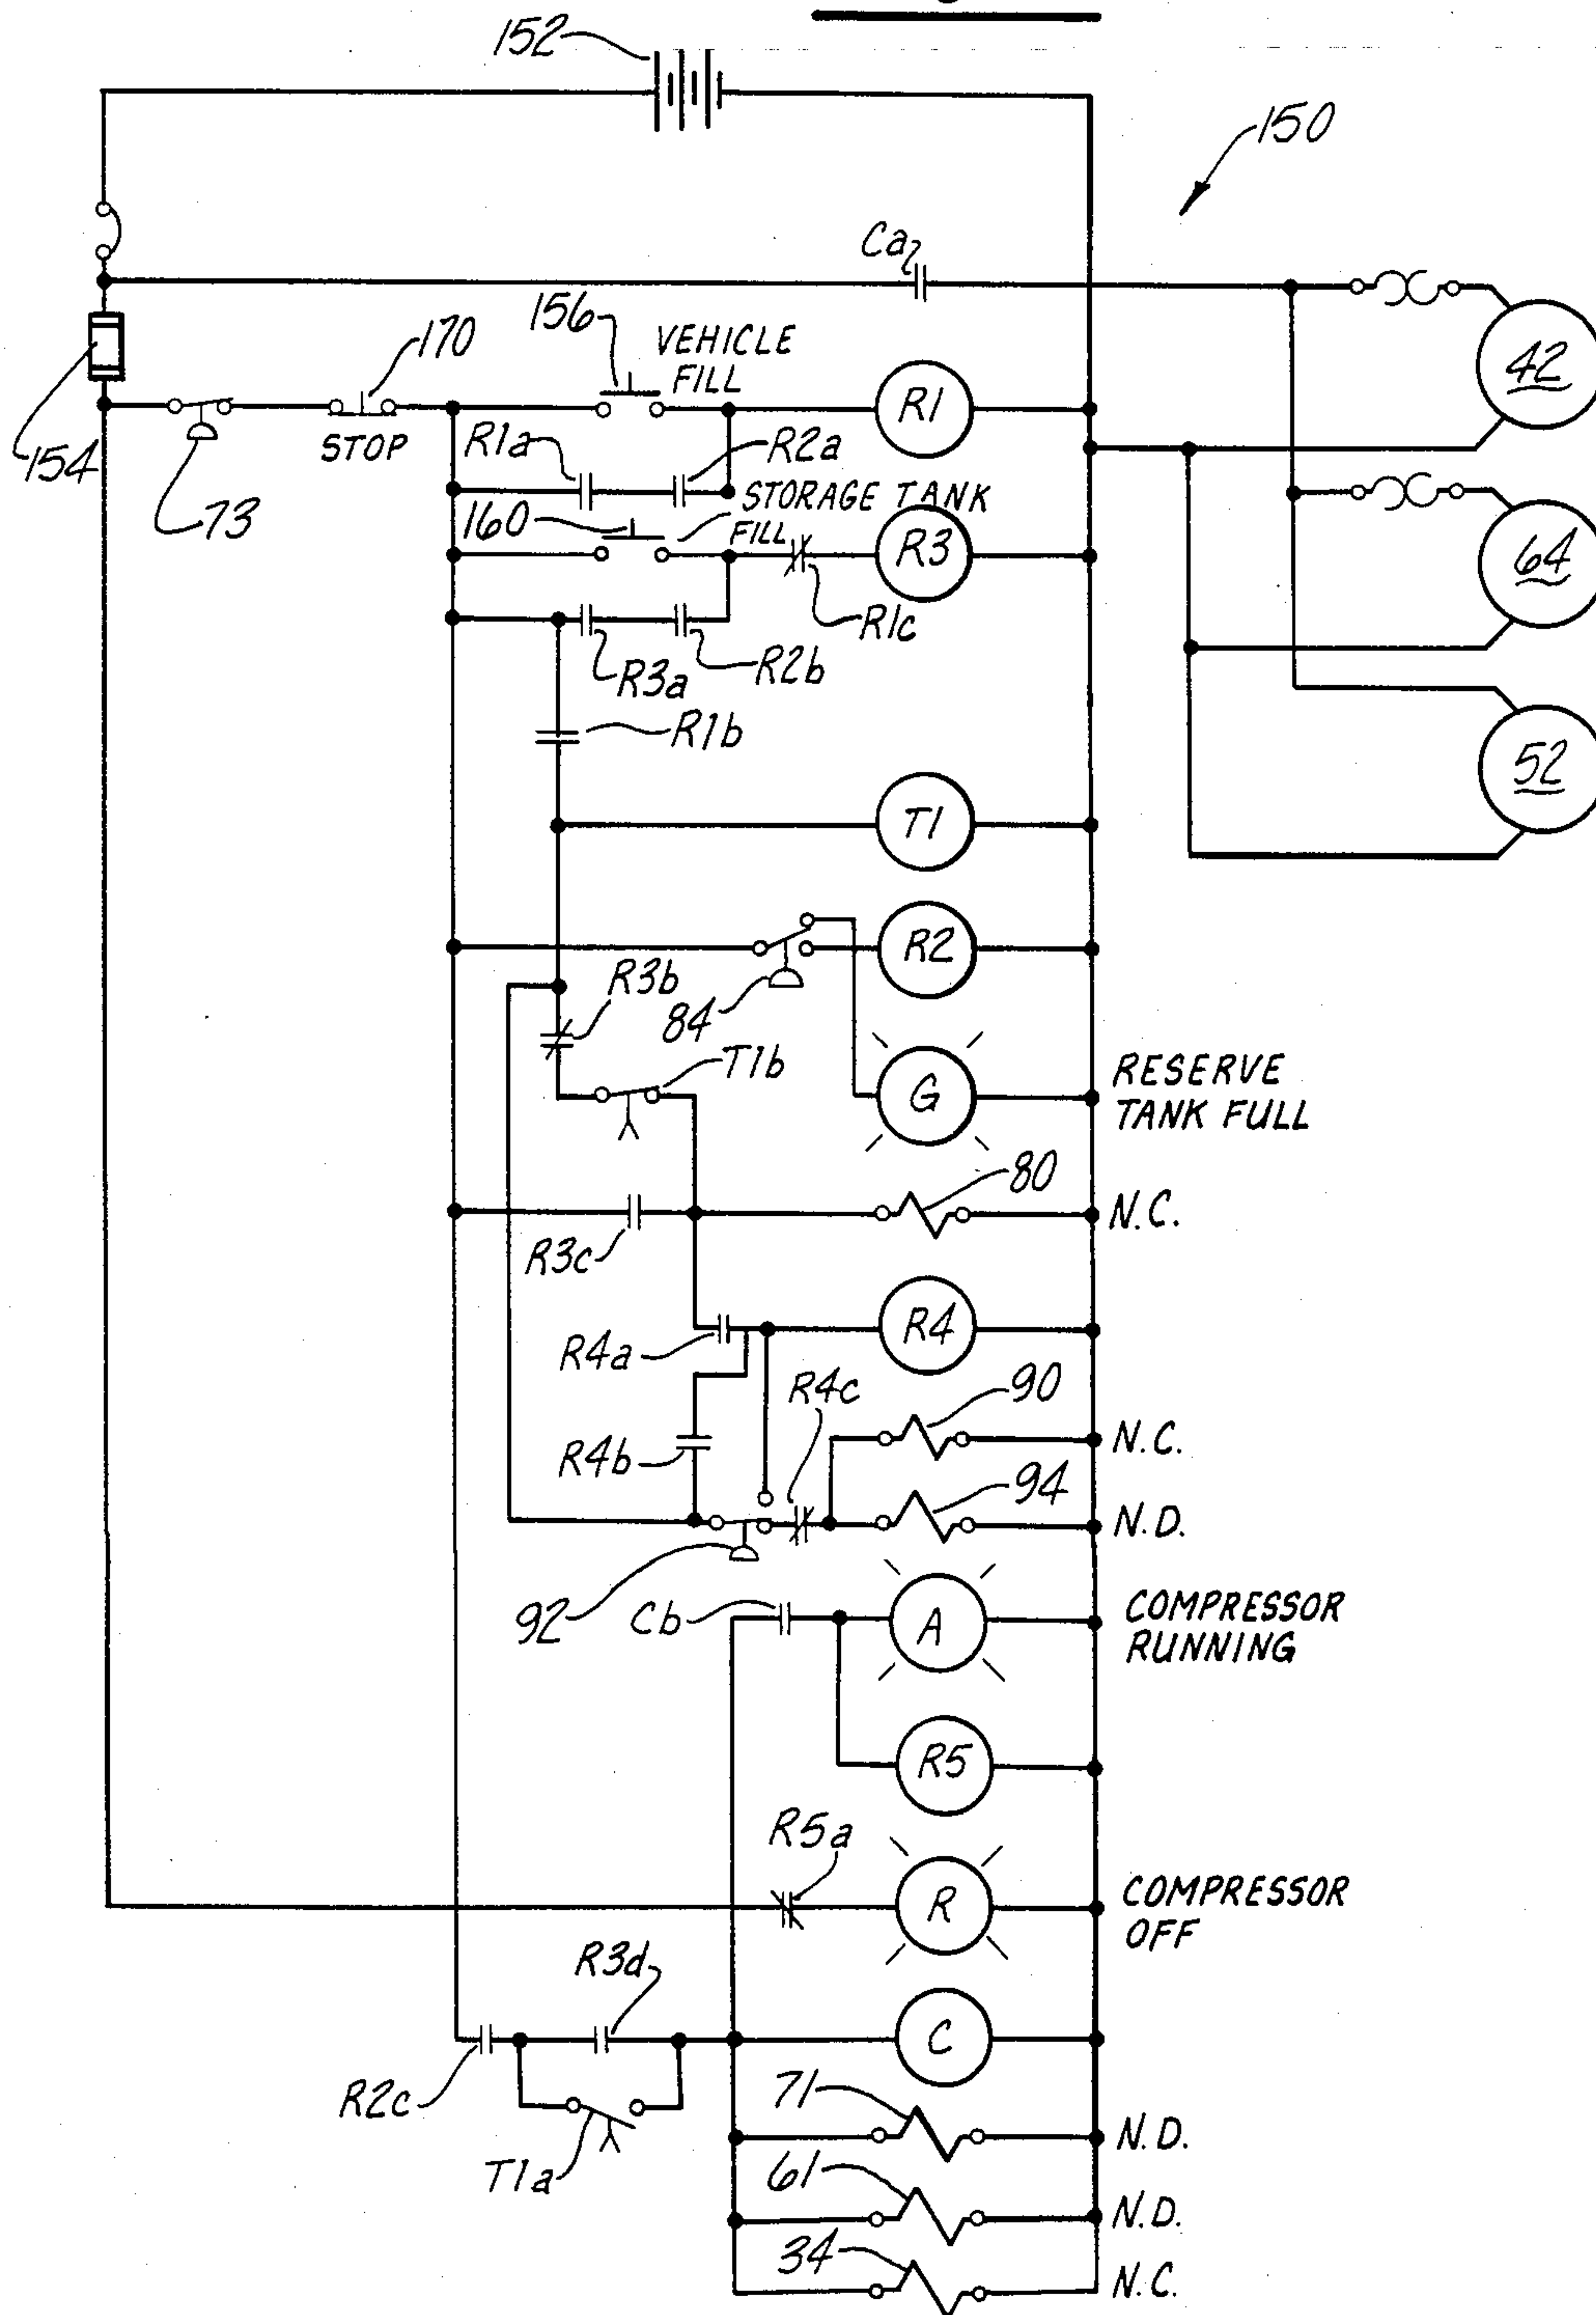 152
150
Ca
156
VEHICLE
FILL
170
42
R1
STOP
R1a
R2a
154
73
160
STORAGE TANK
FILL
R3
64
R1c
R3a
R2b
R1b
52
T1
R2
R3b
84
T1b
G
RESERVE
TANK FULL
80
N.C.
R3c
R4
R4a
R4c
90
N.C.
R4b
94
N.D.
92
Cb
A
COMPRESSOR
RUNNING
R5
R5a
R
COMPRESSOR
OFF
R3d
C
R2c
71
N.D.
T1a
61
N.D.
34
N.C.